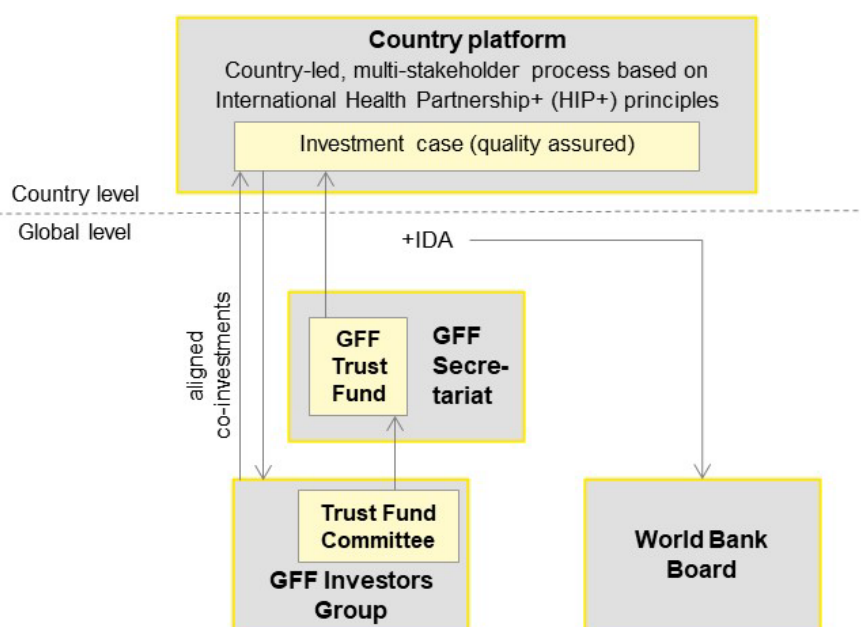 Country platform
Country-led, multi-stakeholder process based on
International Health Partnership+ (HIP+) principles
Investment case (quality assured)
Country level
Global level
+IDA
aligned
co-investments
GFF
Trust
Fund
GFF
Secre-
tariat
Trust Fund
Committee
GFF Investors
Group
World Bank
Board